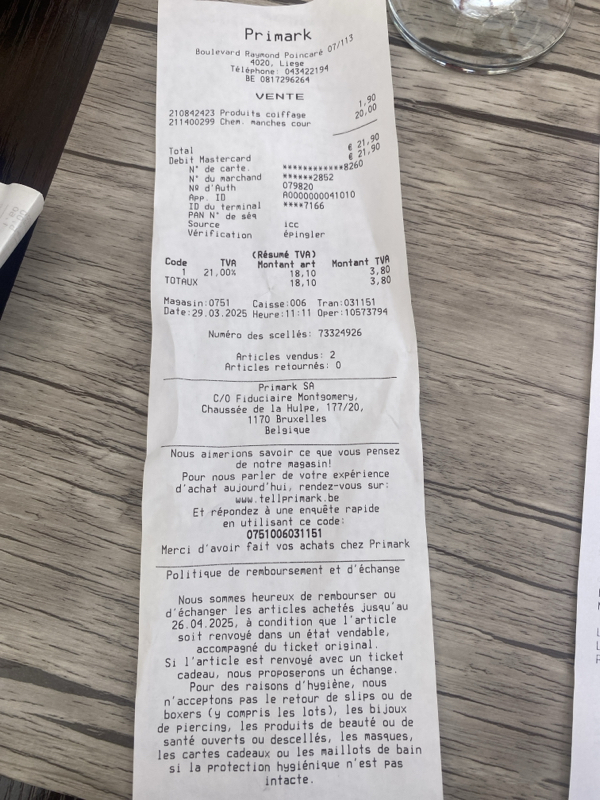 Primark
Boulevard Raymond Poincaré 07/113
4020, Liege
Téléphone: 043422194
BE 0817296264
VENTE
210842423 Produits coiffage 1,90
211400299 Chem. manches cour 20,00
Total € 21,90
Debit Mastercard € 21,90
N° de carte. ************8260
N° du marchand ******2852
Nº d'Auth 079820
App. ID A0000000041010
ID du terminal ****7166
PAN N° de séq
Source icc
Vérification épingler
(Résumé TVA)
Code TVA Montant art Montant TVA
1 21,00% 18,10 3,80
TOTAUX 18,10 3,80
Magasin:0751 Caisse:006 Tran:031151
Date:29.03.2025 Heure:11:11 Oper:10573794
Numéro des scellés: 73324926
Articles vendus: 2
Articles retournés: 0
Primark SA
C/O Fiduciaire Montgomery,
Chaussée de la Hulpe, 177/20,
1170 Bruxelles
Belgique
Nous aimerions savoir ce que vous pensez
de notre magasin!
Pour nous parler de votre expérience
d'achat aujourd'hui, rendez-vous sur:
www.tellprimark.be
Et répondez à une enquête rapide
en utilisant ce code:
0751006031151
Merci d'avoir fait vos achats chez Primark
Politique de remboursement et d'échange
Nous sommes heureux de rembourser ou
d'échanger les articles achetés jusqu'au
26.04.2025, à condition que l'article
soit renvoyé dans un état vendable,
accompagné du ticket original.
Si l'article est renvoyé avec un ticket
cadeau, nous proposerons un échange.
Pour des raisons d'hygiène, nous
n'acceptons pas le retour de slips ou de
boxers (y compris les lots), les bijoux
de piercing, les produits de beauté ou de
santé ouverts ou descellés, les masques,
les cartes cadeaux ou les maillots de bain
si la protection hygiénique n'est pas
intacte.